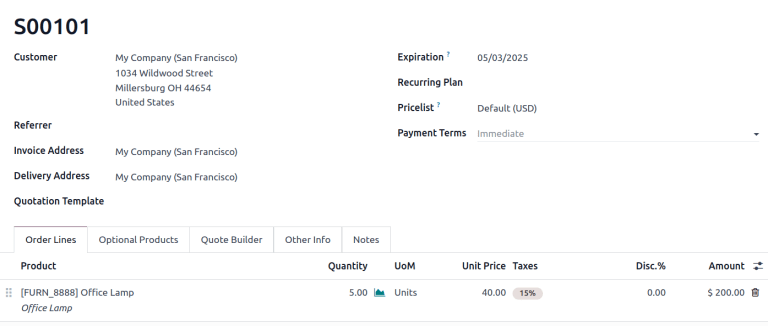 S00101
Customer My Company (San Francisco)
1034 Wildwood Street
Millersburg OH 44654
United States
Expiration ? 05/03/2025
Recurring Plan
Pricelist ? Default (USD)
Payment Terms Immediate
Referrer
Invoice Address My Company (San Francisco)
Delivery Address My Company (San Francisco)
Quotation Template
Order Lines Optional Products Quote Builder Other Info Notes
Product Quantity UoM Unit Price Taxes Disc.% Amount
[FURN_8888] Office Lamp 5.00 Units 40.00 15% 0.00 $ 200.00
Office Lamp